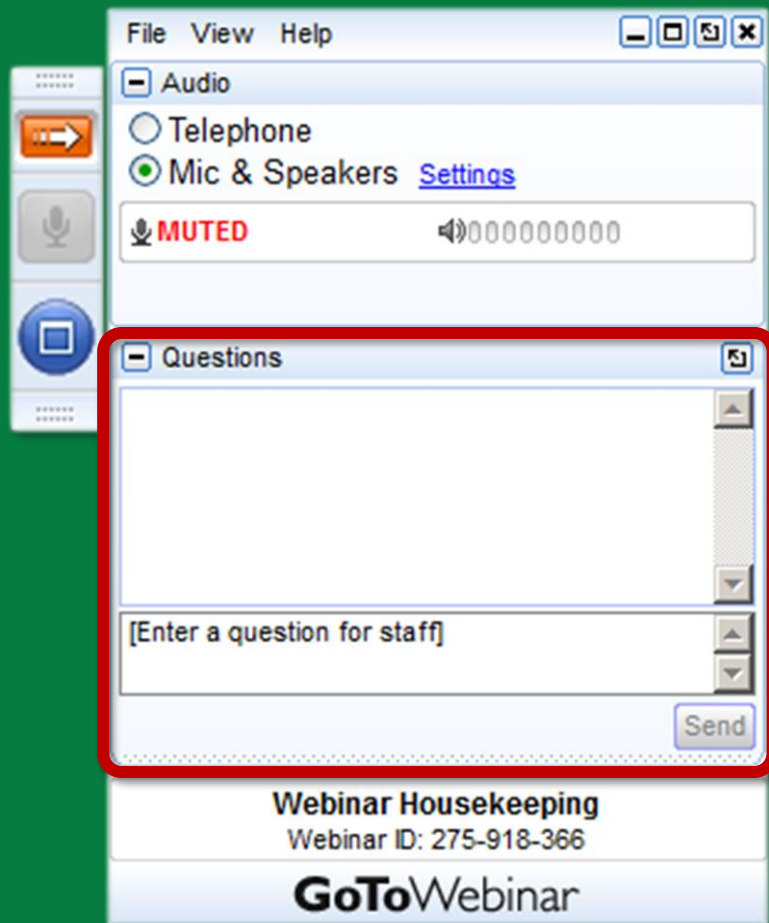 File View Help
Audio
Telephone
Mic & Speakers Settings
MUTED
Questions
[Enter a question for staff]
Send
Webinar Housekeeping
Webinar ID: 275-918-366
GoToWebinar